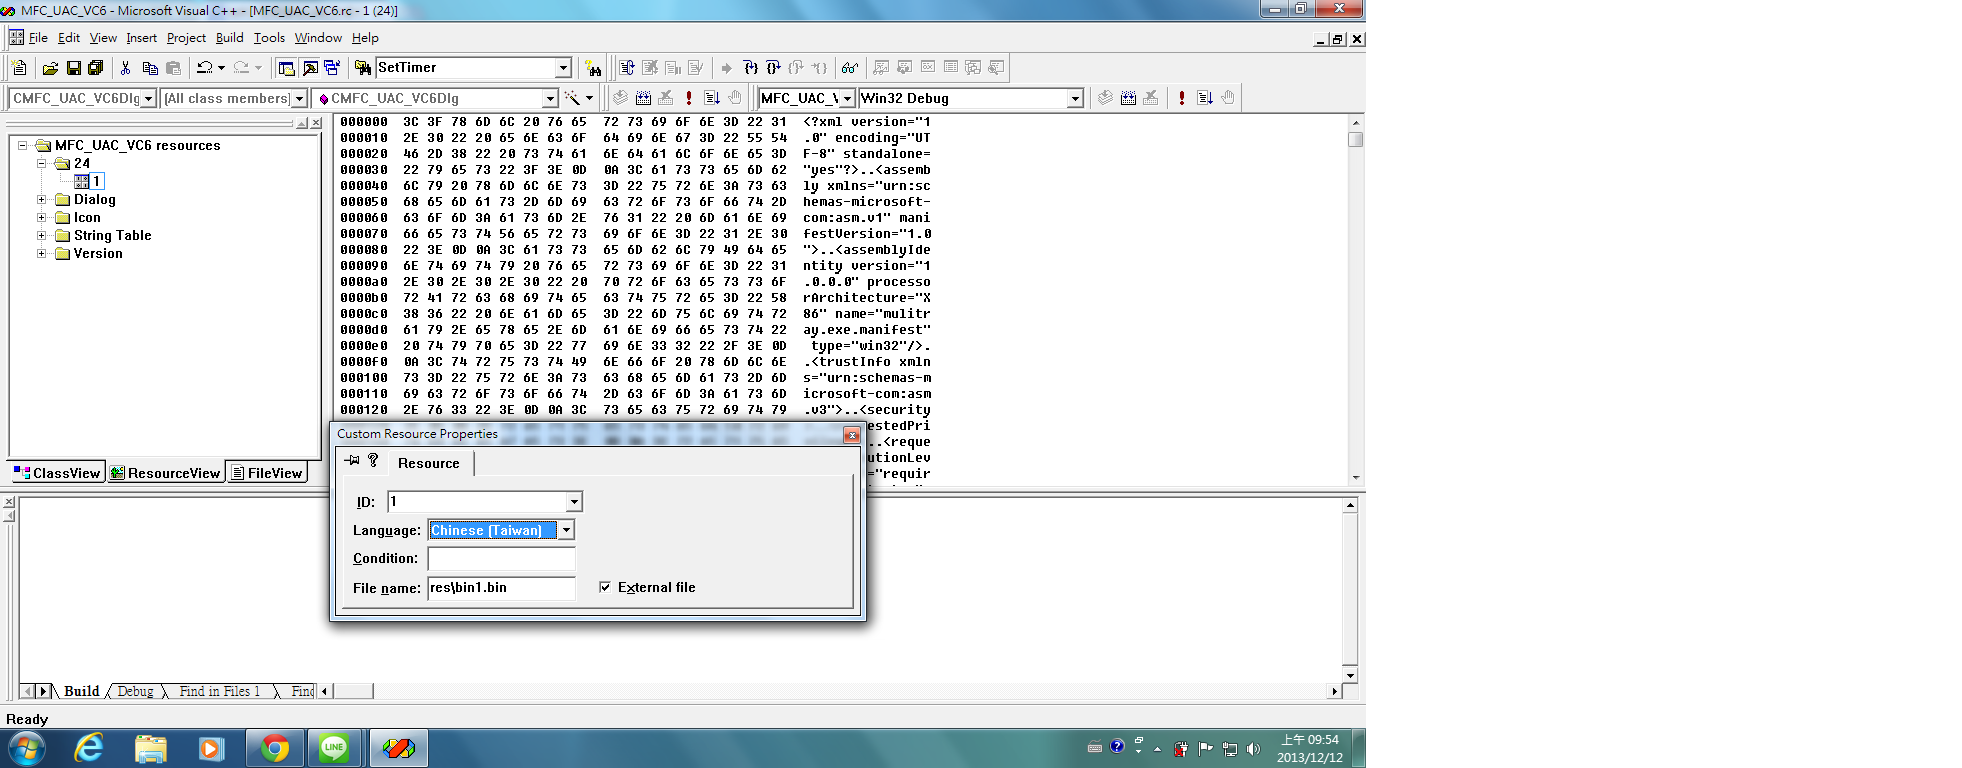 MFC_UAC_VC6 - Microsoft Visual C++ - [MFC_UAC_VC6.rc - 1 (24)]
File Edit View Insert Project Build Tools Window Help
SetTimer
CMFC_UAC_VC6Dlg [All class members] CMFC_UAC_VC6Dlg MFC_UAC_V Win32 Debug
MFC_UAC_VC6 resources
24
1
Dialog
Icon
String Table
Version
ClassView ResourceView FileView
000000 3C 3F 78 6D 6C 20 76 65 72 73 69 6F 6E 3D 22 31 <?xml version="1
000010 2E 30 22 20 65 6E 63 6F 64 69 6E 67 3D 22 55 54 .0" encoding="UT
000020 46 2D 38 22 20 73 74 61 6E 64 61 6C 6F 6E 65 3D F-8" standalone=
000030 22 79 65 73 22 3F 3E 0D 0A 3C 61 73 73 65 6D 62 "yes"?>..<assemb
000040 6C 79 20 78 6D 6C 6E 73 3D 22 75 72 6E 3A 73 63 ly xmlns="urn:sc
000050 68 65 6D 61 73 2D 6D 69 63 72 6F 73 6F 66 74 2D hemas-microsoft-
000060 63 6F 6D 3A 61 73 6D 2E 76 31 22 20 6D 61 6E 69 com:asm.v1" mani
000070 66 65 73 74 56 65 72 73 69 6F 6E 3D 22 31 2E 30 festVersion="1.0
000080 22 3E 0D 0A 3C 61 73 73 65 6D 62 6C 79 49 64 65 ">..<assemblyIde
000090 6E 74 69 74 79 20 76 65 72 73 69 6F 6E 3D 22 31 ntity version="1
0000a0 2E 30 2E 30 2E 30 22 20 70 72 6F 63 65 73 73 6F .0.0.0" processo
0000b0 72 41 72 63 68 69 74 65 63 74 75 72 65 3D 22 58 rArchitecture="X
0000c0 38 36 22 20 6E 61 6D 65 3D 22 6D 75 6C 69 74 72 86" name="mulitr
0000d0 61 79 2E 65 78 65 2E 6D 61 6E 69 66 65 73 74 22 ay.exe.manifest"
0000e0 20 74 79 70 65 3D 22 77 69 6E 33 32 22 2F 3E 0D type="win32"/>.
0000f0 0A 3C 74 72 75 73 74 49 6E 66 6F 20 78 6D 6C 6E .<trustInfo xmln
000100 73 3D 22 75 72 6E 3A 73 63 68 65 6D 61 73 2D 6D s="urn:schemas-m
000110 69 63 72 6F 73 6F 66 74 2D 63 6F 6D 3A 61 73 6D icrosoft-com:asm
000120 2E 76 33 22 3E 0D 0A 3C 73 65 63 75 72 69 74 79 .v3">..<security
estedPri
..<reque
utionLev
="requir
Custom Resource Properties
Resource
ID: 1
Language: Chinese (Taiwan)
Condition:
File name: res\bin1.bin External file
Build Debug Find in Files 1 Find
Ready
LINE
上午 09:54
2013/12/12